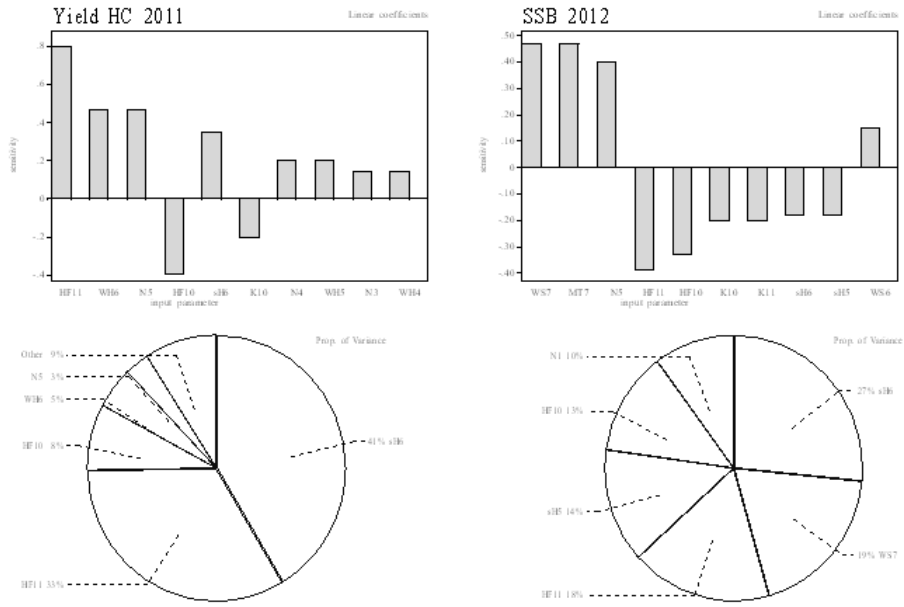 Yield HC 2011
Linear coefficients
sensitivity
.8
.6
.4
.2
0
-.2
-.4
HF11 WH6 N5 HF10 sH6 K10 N4 WH5 N3 WH4
input parameter
SSB 2012
Linear coefficients
sensitivity
.50
.40
.30
.20
.10
0
-.10
-.20
-.30
-.40
WS7 MT7 N5 HF11 HF10 K10 K11 sH6 sH5 WS6
input parameter
Prop. of Variance
Other 9%
N5 3%
WH6 5%
HF10 8%
41% sH6
HF11 33%
Prop. of Variance
N1 10%
27% sH6
HF10 13%
sH5 14%
19% WS7
HF11 18%